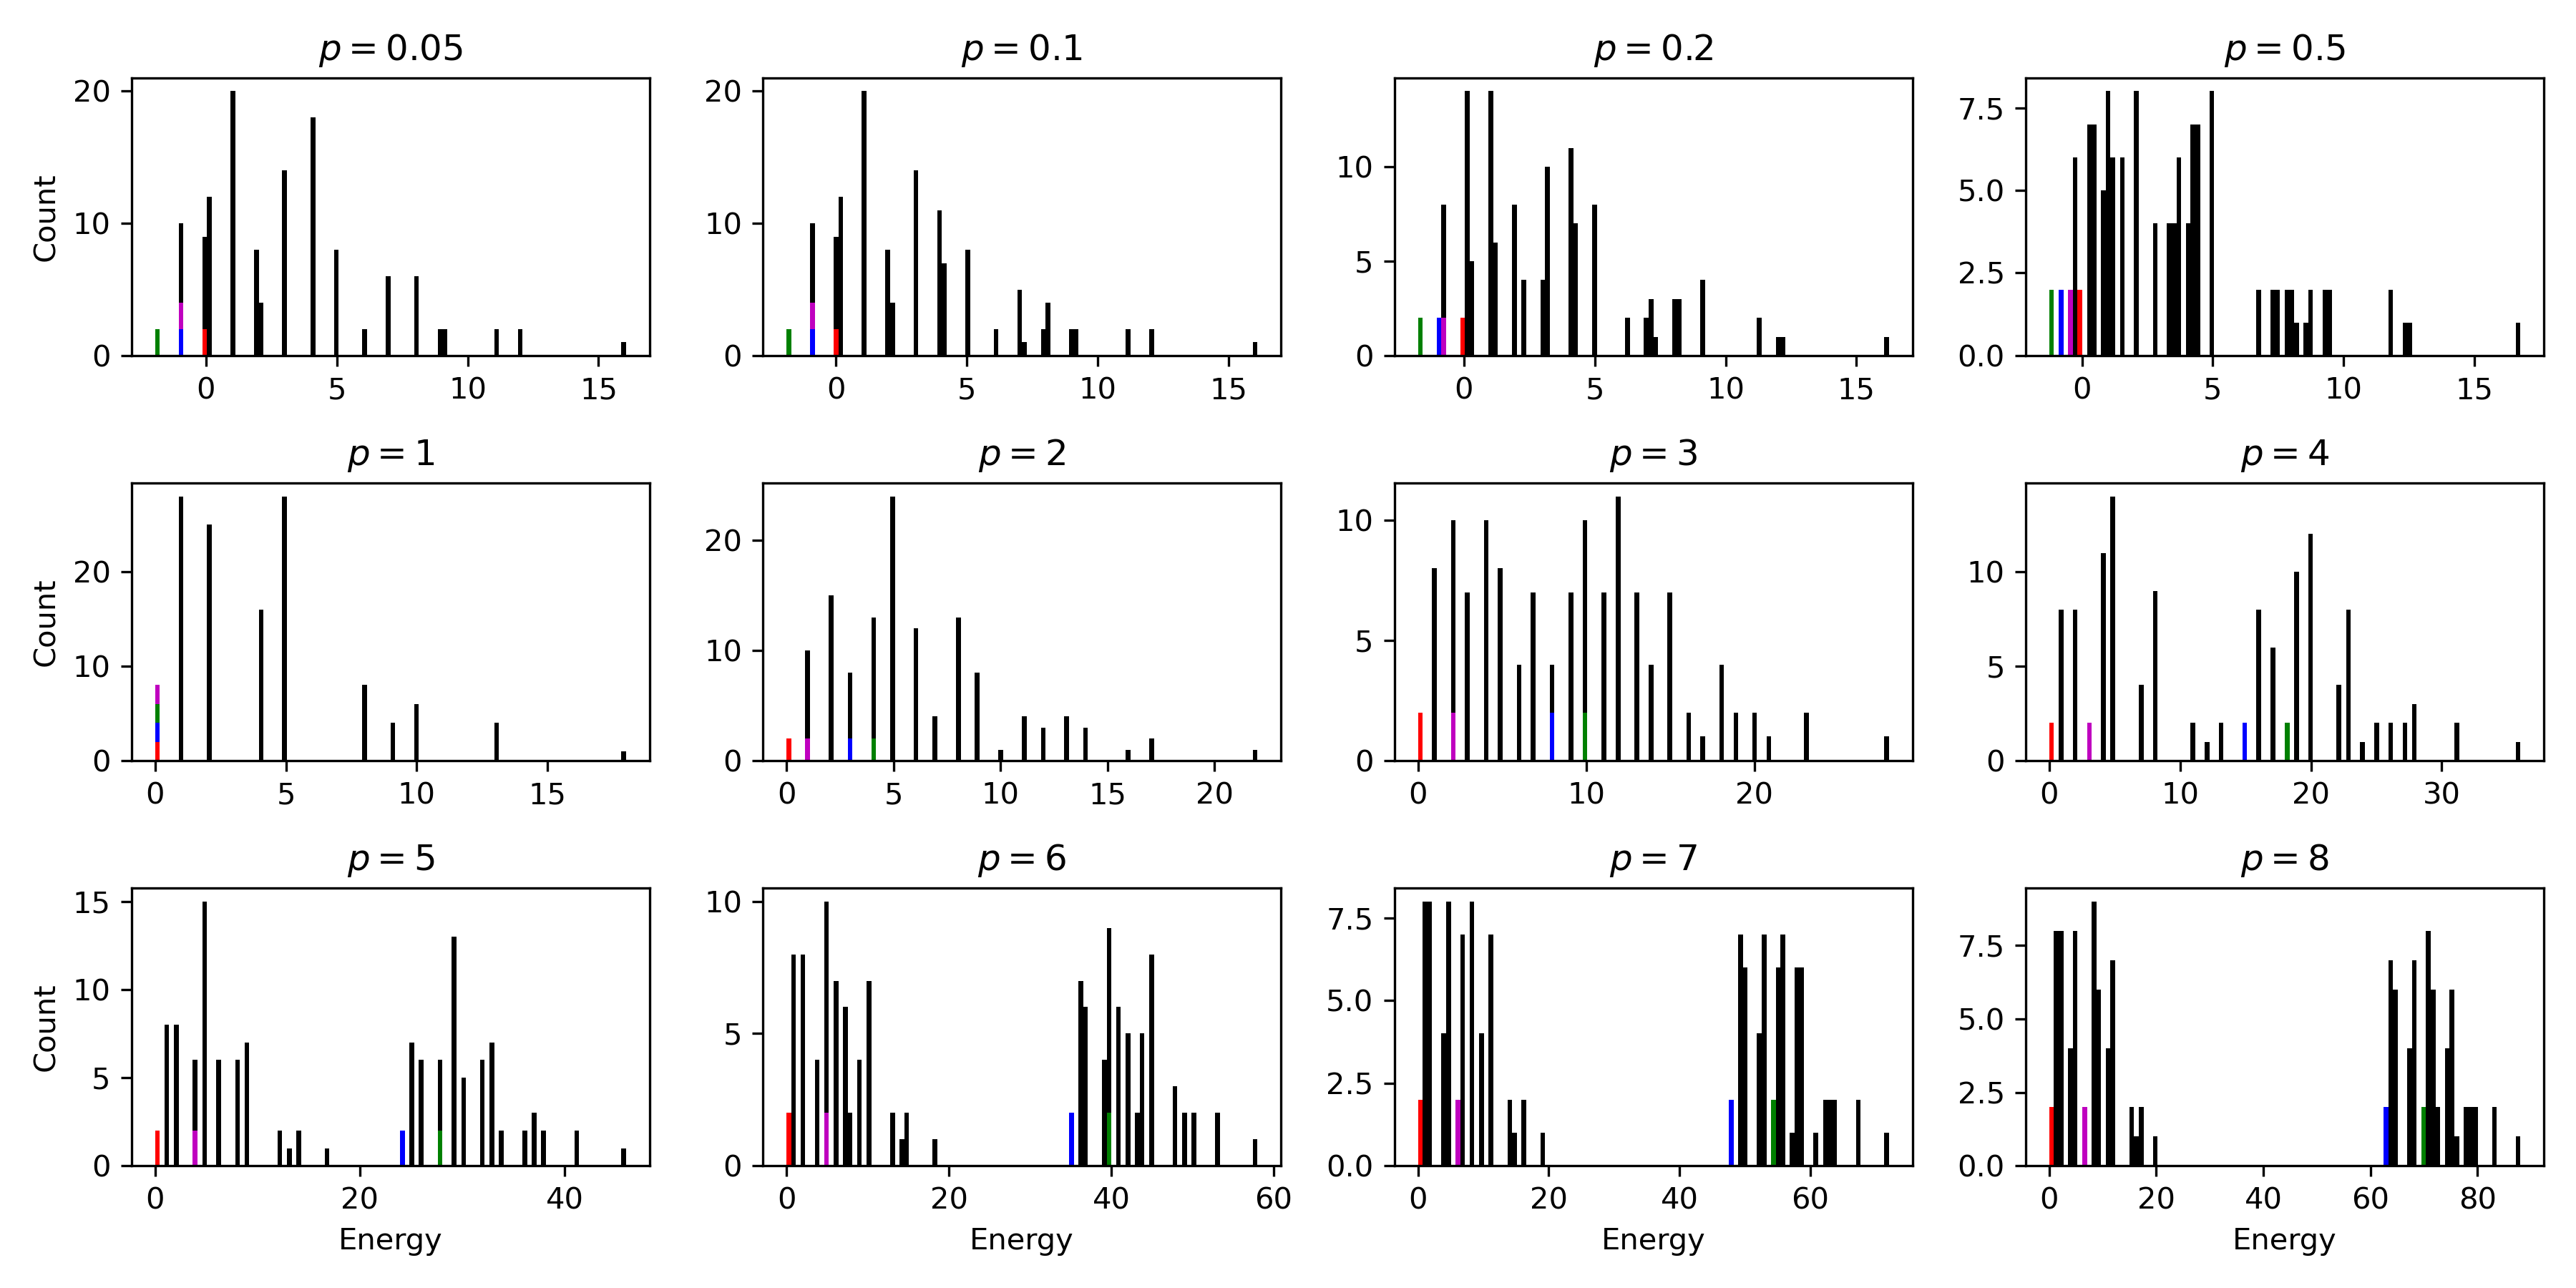 p = 0.05
p = 0.1
p = 0.2
p = 0.5
Count
20
10
0
0 5 10 15
20
10
0
0 5 10 15
10
5
0
0 5 10 15
7.5
5.0
2.5
0.0
0 5 10 15
p = 1
p = 2
p = 3
p = 4
Count
20
10
0
0 5 10 15
20
10
0
0 5 10 15 20
10
5
0
0 10 20
10
5
0
0 10 20 30
p = 5
p = 6
p = 7
p = 8
Count
15
10
5
0
0 20 40
Energy
10
5
0
0 20 40 60
Energy
7.5
5.0
2.5
0.0
0 20 40 60
Energy
7.5
5.0
2.5
0.0
0 20 40 60 80
Energy